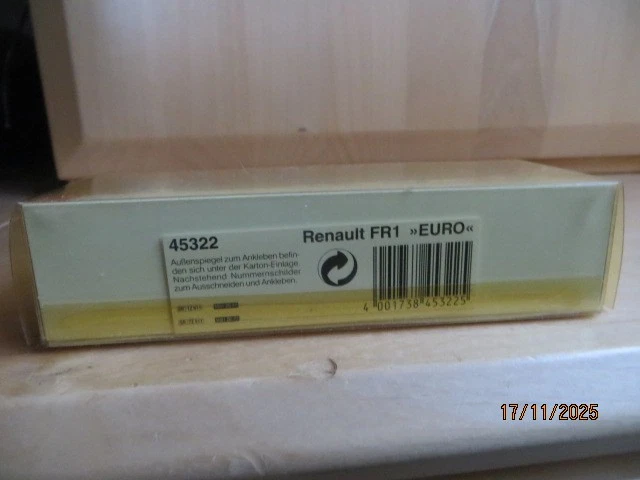 45322
Renault FR1 »EURO«
Außenspiegel zum Ankleben befin-
den sich unter der Karton-Einlage.
Nachstehend: Nummernschilder
zum Ausschneiden und Ankleben.
4 001738 453225
17/11/2025